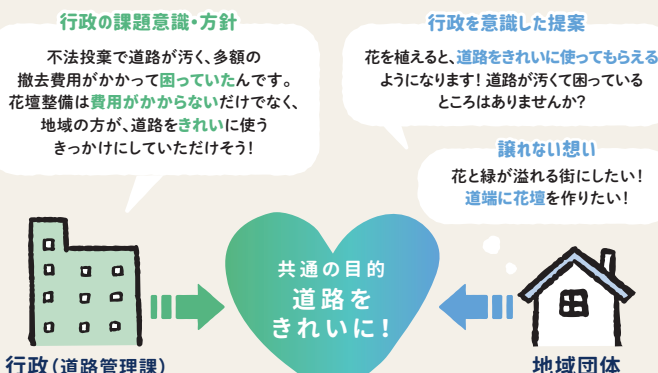 行政の課題意識・方針
不法投棄で道路が汚く、多額の
撤去費用がかかって困っていたんです。
花壇整備は費用がかからないだけでなく、
地域の方が、道路をきれいに使う
きっかけにしていただけそう!
行政を意識した提案
花を植えると、道路をきれいに使ってもらえる
ようになります! 道路が汚くて困っている
ところはありませんか?
譲れない想い
花と緑が溢れる街にしたい!
道端に花壇を作りたい!
共通の目的
道路を
きれいに!
行政(道路管理課)
地域団体